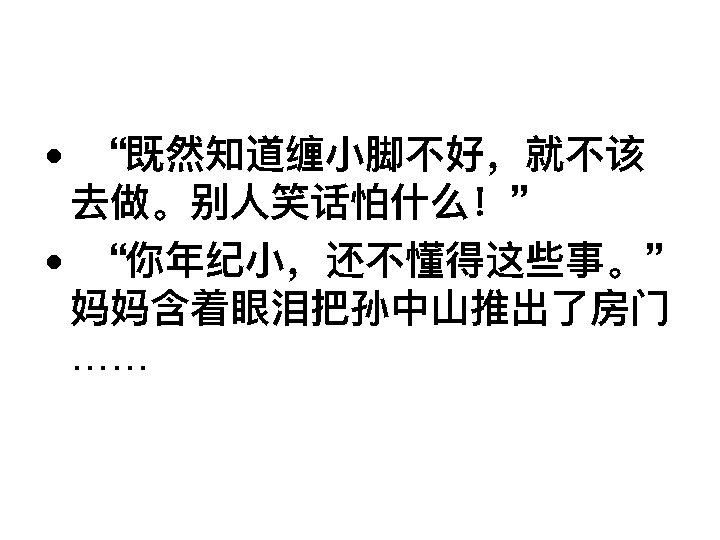 • “既然知道缠小脚不好，就不该
去做。别人笑话怕什么！”
• “你年纪小，还不懂得这些事。”
妈妈含着眼泪把孙中山推出了房门
……